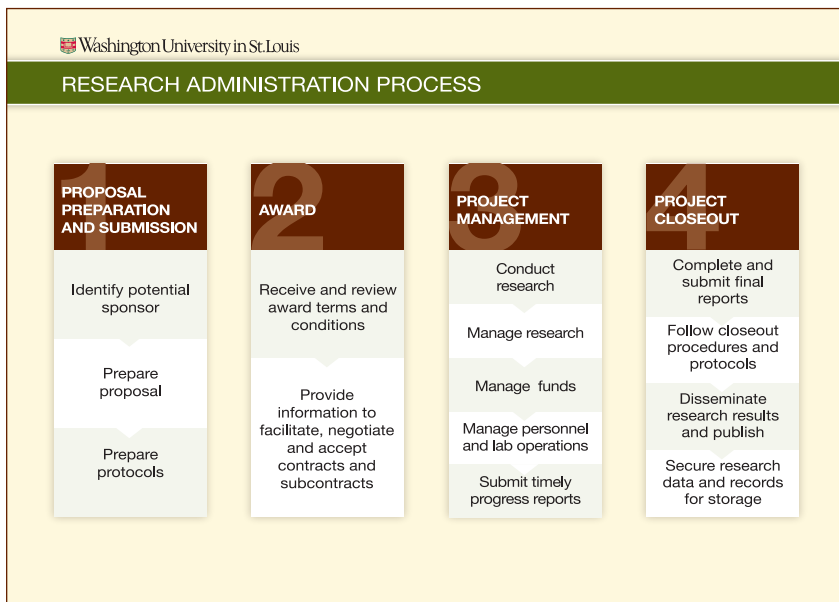 Washington University in St. Louis
RESEARCH ADMINISTRATION PROCESS
1
PROPOSAL
PREPARATION
AND SUBMISSION
Identify potential
sponsor
Prepare
proposal
Prepare
protocols
2
AWARD
Receive and review
award terms and
conditions
Provide
information to
facilitate, negotiate
and accept
contracts and
subcontracts
3
PROJECT
MANAGEMENT
Conduct
research
Manage research
Manage funds
Manage personnel
and lab operations
Submit timely
progress reports
4
PROJECT
CLOSEOUT
Complete and
submit final
reports
Follow closeout
procedures and
protocols
Disseminate
research results
and publish
Secure research
data and records
for storage